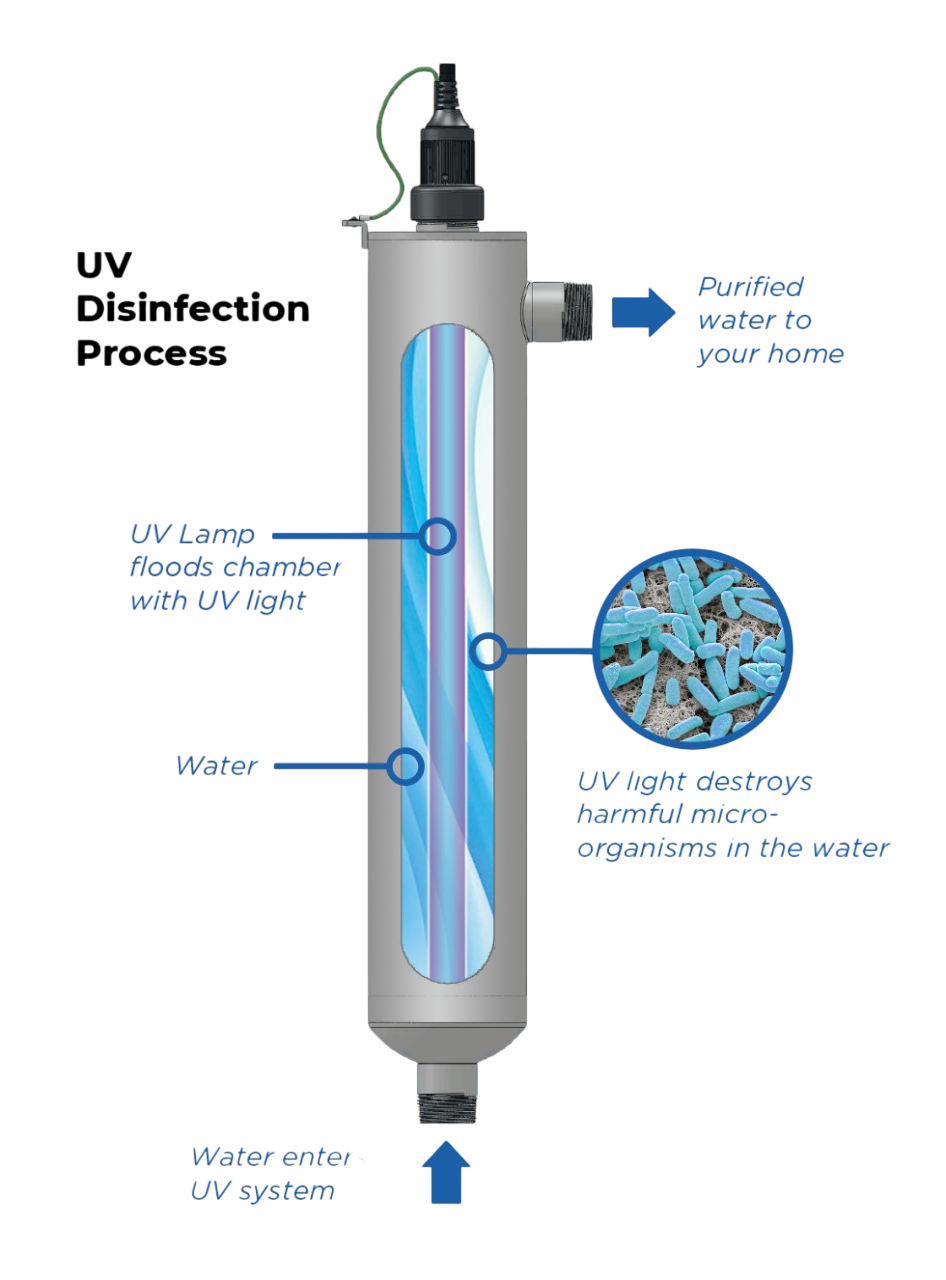 UV
Disinfection
Process
Purified
water to
your home
UV Lamp
floods chamber
with UV light
Water
UV light destroys
harmful micro-
organisms in the water
Water enter
UV system